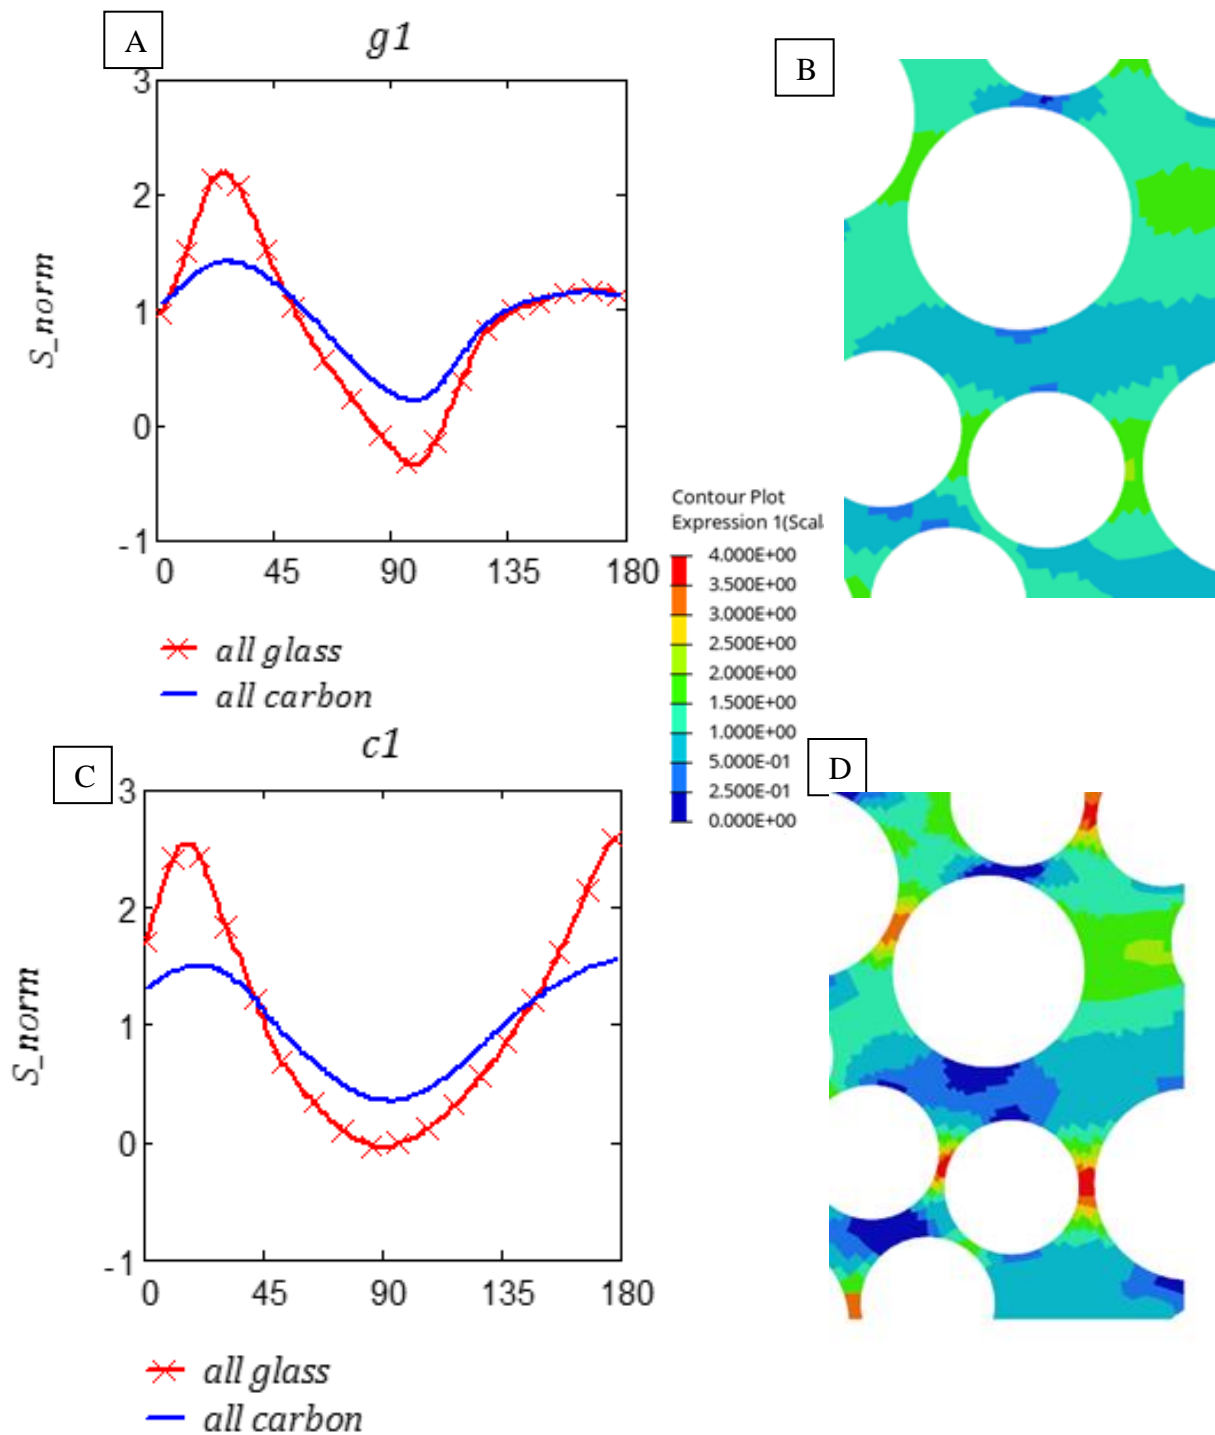 A
g1
B
3
2
1
0
-1
S_norm
0 45 90 135 180
all glass
all carbon
Contour Plot
Expression 1(Scal
4.000E+00
3.500E+00
3.000E+00
2.500E+00
2.000E+00
1.500E+00
1.000E+00
5.000E-01
2.500E-01
0.000E+00
C
c1
D
3
2
1
0
-1
S_norm
0 45 90 135 180
all glass
all carbon